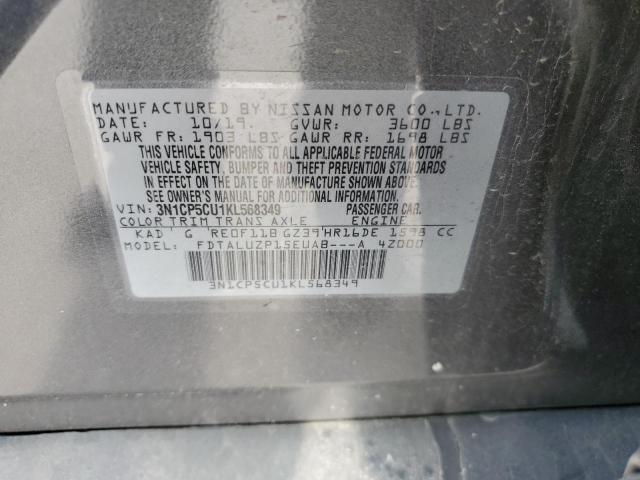 MANUFACTURED BY NISSAN MOTOR CO., LTD.
DATE: 10/19. GVWR: 3600 LBS
GAWR FR: 1903 LBS GAWR RR: 1698 LBS
THIS VEHICLE CONFORMS TO ALL APPLICABLE FEDERAL MOTOR
VEHICLE SAFETY, BUMPER AND THEFT PREVENTION STANDARDS
IN EFFECT ON THE DATE OF MANUFACTURE SHOWN ABOVE.
SEE OWNER'S MANUAL FOR ADDITIONAL INFORMATION.
VIN: 3N1CP5CU1KL568349 PASSENGER CAR.
COLOR TRIM TRANS AXLE ENGINE
KAD G RE0F11B GZ39 HR16DE 1598 CC
MODEL: FDTALUZP15EUAB---A 4Z000
3N1CP5CU1KL568349